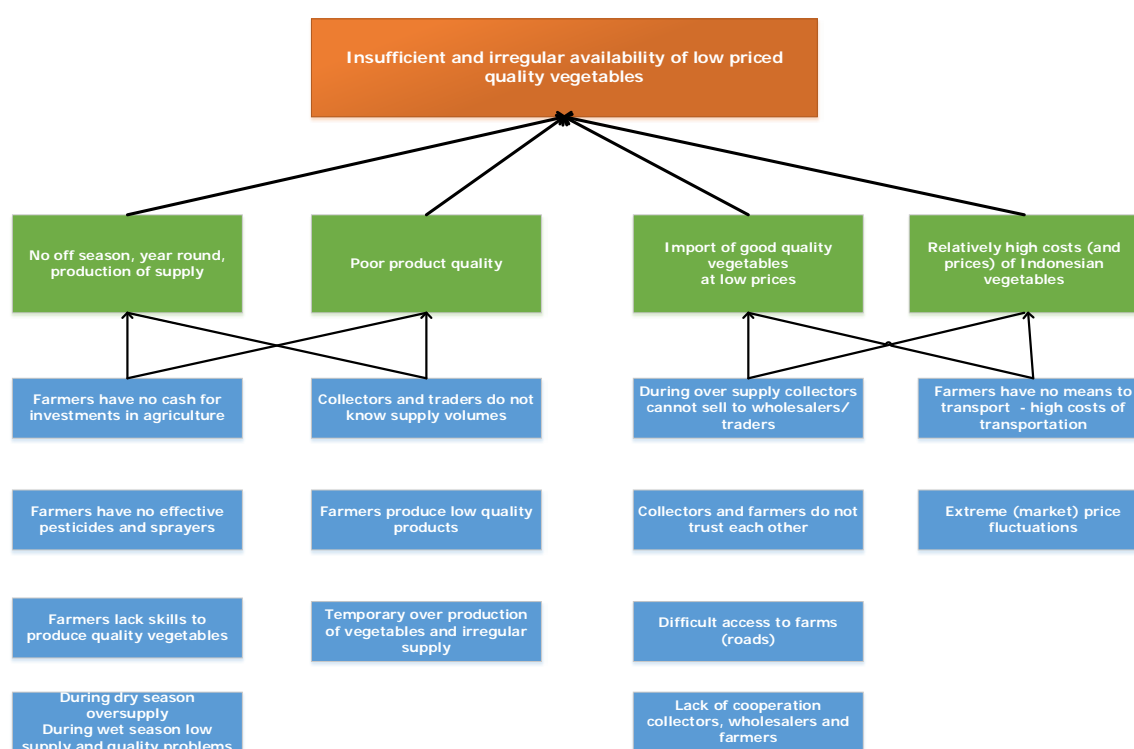 Insufficient and irregular availability of low priced
quality vegetables
No off season, year round,
production of supply
Poor product quality
Import of good quality
vegetables
at low prices
Relatively high costs (and
prices) of Indonesian
vegetables
Farmers have no cash for
investments in agriculture
Collectors and traders do not
know supply volumes
During over supply collectors
cannot sell to wholesalers/
traders
Farmers have no means to
transport - high costs of
transportation
Farmers have no effective
pesticides and sprayers
Farmers produce low quality
products
Collectors and farmers do not
trust each other
Extreme (market) price
fluctuations
Farmers lack skills to
produce quality vegetables
Temporary over production
of vegetables and irregular
supply
Difficult access to farms
(roads)
During dry season
oversupply
During wet season low
supply and quality problems
Lack of cooperation
collectors, wholesalers and
farmers